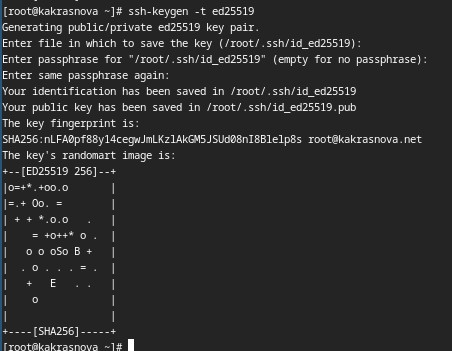 [root@kakrasnova ~]# ssh-keygen -t ed25519
Generating public/private ed25519 key pair.
Enter file in which to save the key (/root/.ssh/id_ed25519):
Enter passphrase for "/root/.ssh/id_ed25519" (empty for no passphrase):
Enter same passphrase again:
Your identification has been saved in /root/.ssh/id_ed25519
Your public key has been saved in /root/.ssh/id_ed25519.pub
The key fingerprint is:
SHA256:nLFA0pf88y14cegwJmLKzlAkGM5JSUd08nI8Blelp8s root@kakrasnova.net
The key's randomart image is:
+--[ED25519 256]--+
|o=+*.+oo.o       |
|=.+ Oo. =        |
| + + *.o.o   .   |
|    = +o++* o .  |
|   o o oSo B +   |
|  . o . . . = .  |
|   +   E   . .   |
|    o            |
|                 |
+----[SHA256]-----+
[root@kakrasnova ~]#